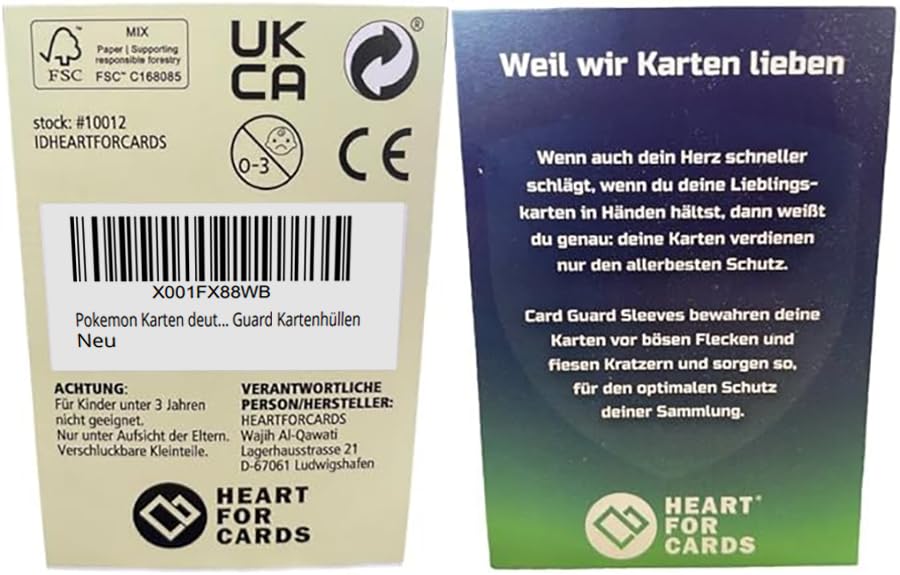 FSC
MIX
Paper | Supporting
responsible forestry
FSC™ C168085
UK
CA
®
stock: #10012
IDHEARTFORCARDS
0-3
CE
X001FX88WB
Pokemon Karten deut... Guard Kartenhüllen
Neu
ACHTUNG:
Für Kinder unter 3 Jahren
nicht geeignet.
Nur unter Aufsicht der Eltern.
Verschluckbare Kleinteile.
VERANTWORTLICHE
PERSON/HERSTELLER:
HEARTFORCARDS
Wajih Al-Qawati
Lagerhausstrasse 21
D-67061 Ludwigshafen
HEART
FOR
CARDS
Weil wir Karten lieben
Wenn auch dein Herz schneller
schlägt, wenn du deine Lieblings-
karten in Händen hältst, dann weißt
du genau: deine Karten verdienen
nur den allerbesten Schutz.
Card Guard Sleeves bewahren deine
Karten vor bösen Flecken und
fiesen Kratzern und sorgen so,
für den optimalen Schutz
deiner Sammlung.
HEART®
FOR
CARDS